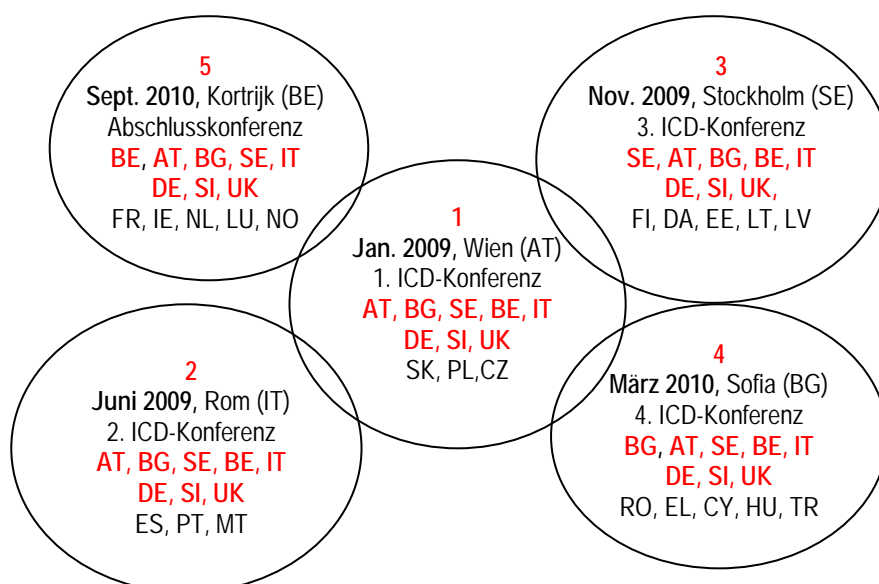 5
Sept. 2010, Kortrijk (BE)
Abschlusskonferenz
BE, AT, BG, SE, IT
DE, SI, UK
FR, IE, NL, LU, NO
3
Nov. 2009, Stockholm (SE)
3. ICD-Konferenz
SE, AT, BG, BE, IT
DE, SI, UK,
FI, DA, EE, LT, LV
1
Jan. 2009, Wien (AT)
1. ICD-Konferenz
AT, BG, SE, BE, IT
DE, SI, UK
SK, PL,CZ
2
Juni 2009, Rom (IT)
2. ICD-Konferenz
AT, BG, SE, BE, IT
DE, SI, UK
ES, PT, MT
4
März 2010, Sofia (BG)
4. ICD-Konferenz
BG, AT, SE, BE, IT
DE, SI, UK
RO, EL, CY, HU, TR